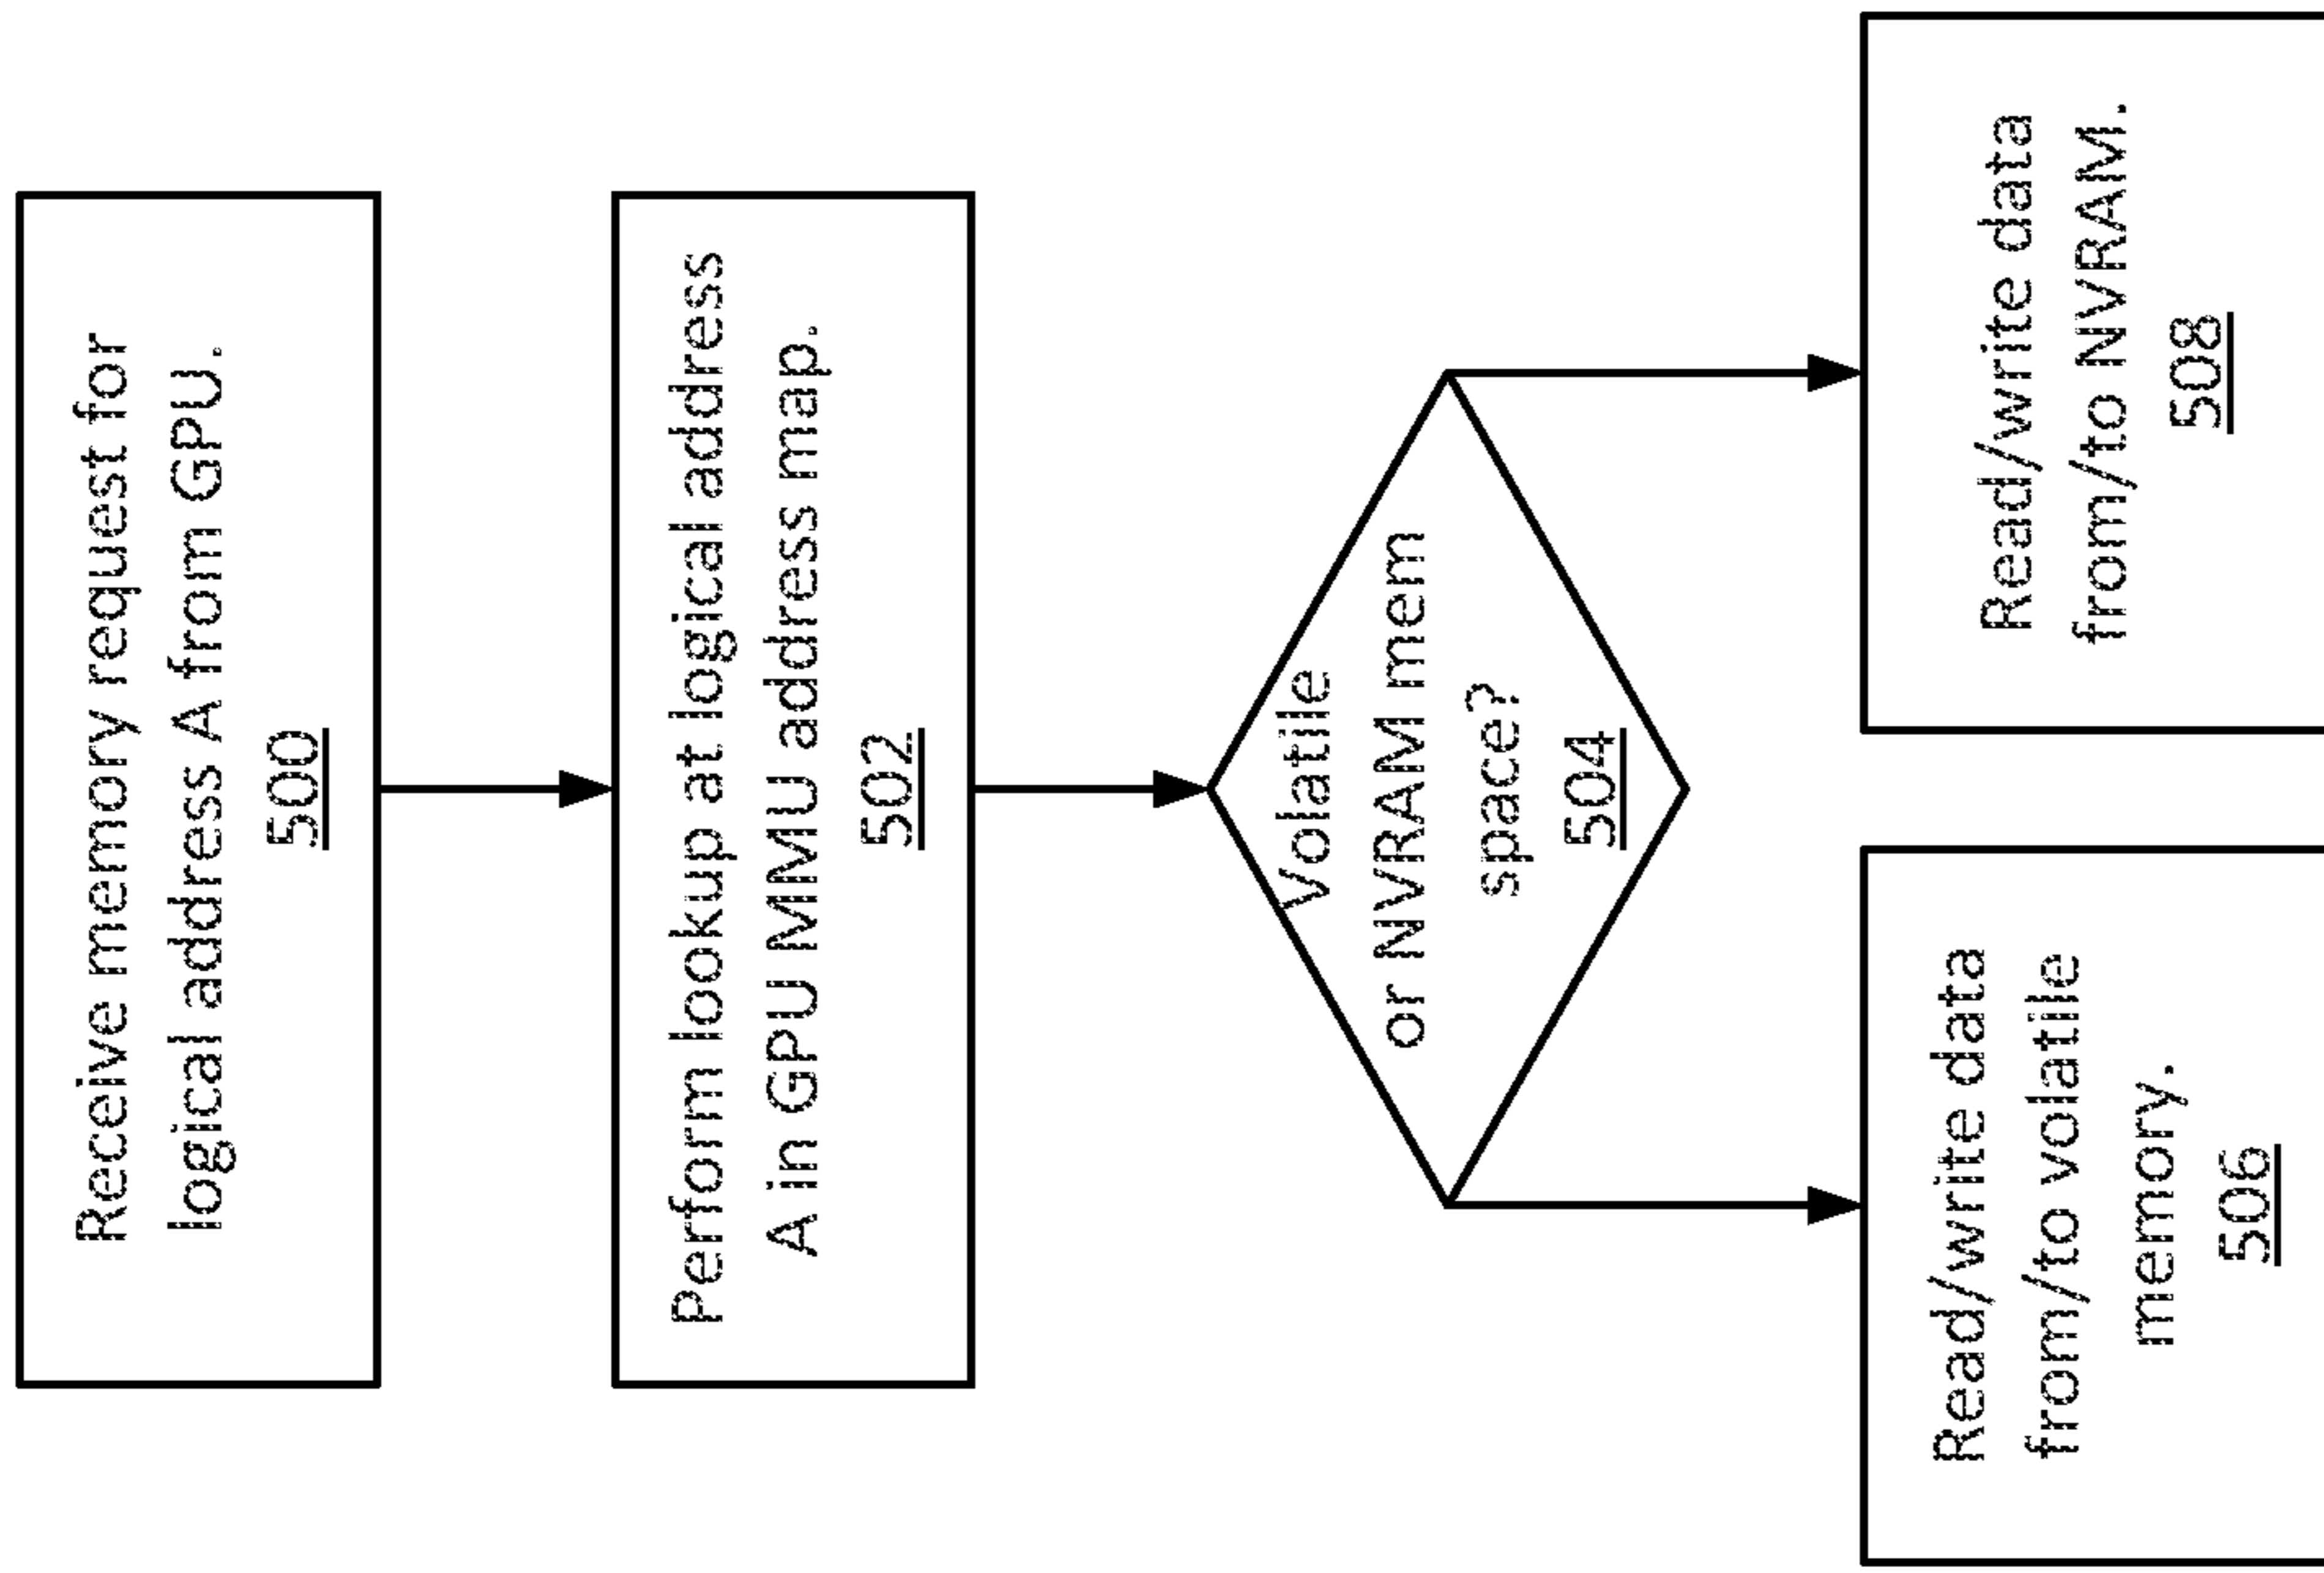 Receive memory request for
logical address A from GPU.
500
Perform lookup at logical address
A in GPU MMU address map.
502
Volatile
or NVRAM mem
space?
504
Read/write data
from/to volatile
memory.
506
Read/write data
from/to NVRAM.
508